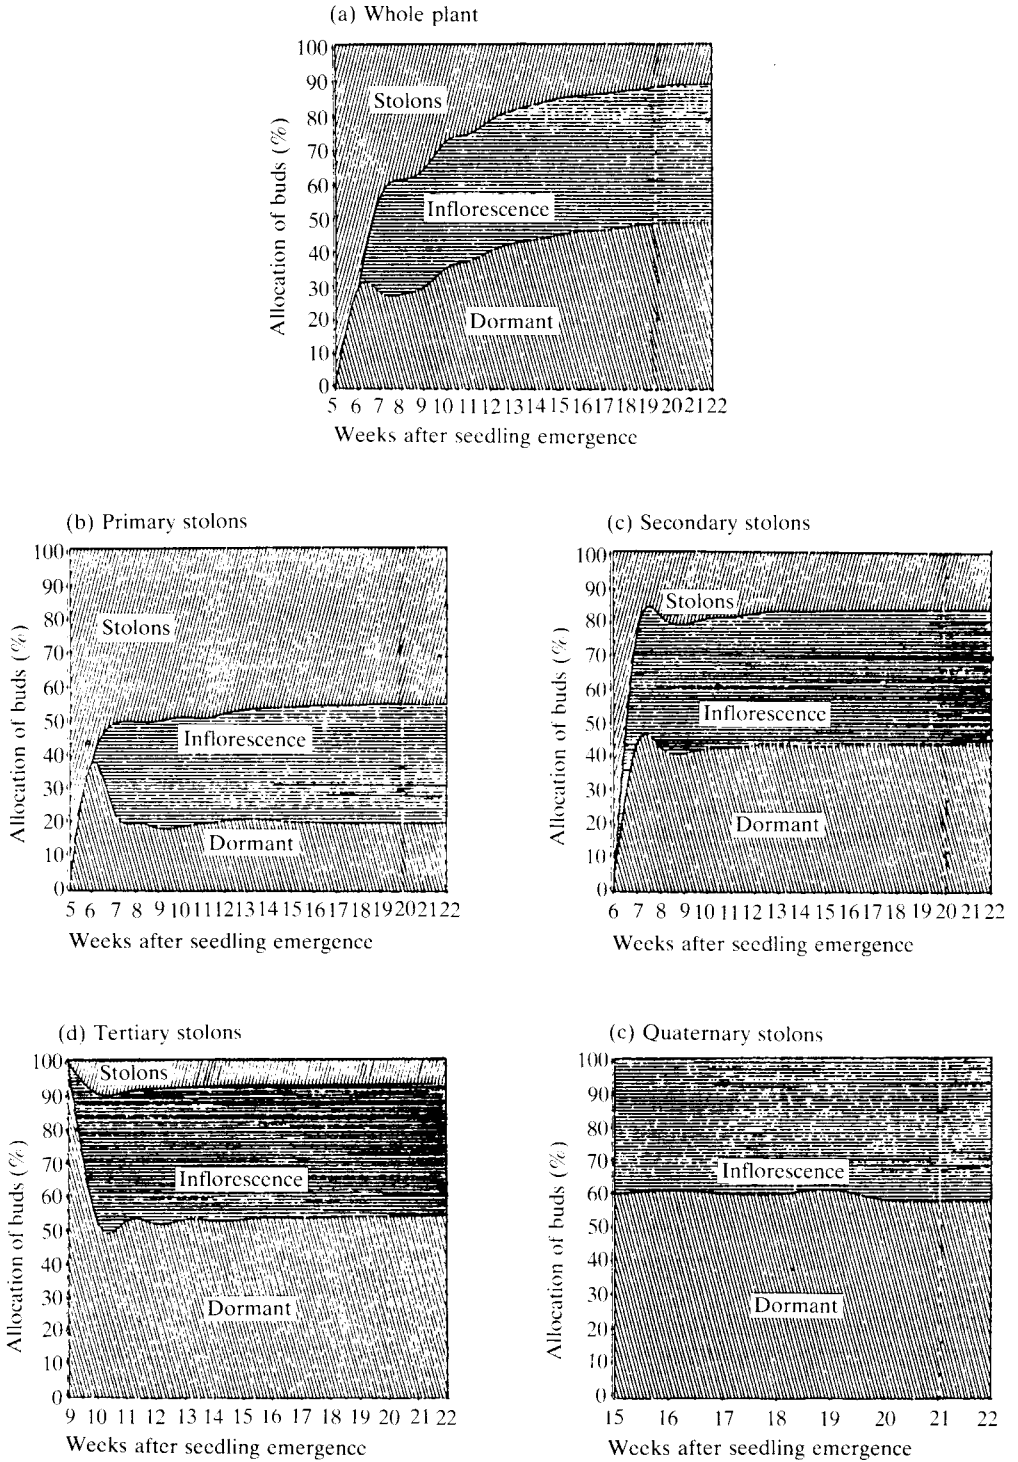 (a) Whole plant
Allocation of buds (%)
100
90
80
70
60
50
40
30
20
10
0
Stolons
Inflorescence
Dormant
5 6 7 8 9 10 11 12 13 14 15 16 17 18 19 20 21 22
Weeks after seedling emergence
(b) Primary stolons
Allocation of buds (%)
100
90
80
70
60
50
40
30
20
10
0
Stolons
Inflorescence
Dormant
5 6 7 8 9 10 11 12 13 14 15 16 17 18 19 20 21 22
Weeks after seedling emergence
(c) Secondary stolons
Allocation of buds (%)
100
90
80
70
60
50
40
30
20
10
0
Stolons
Inflorescence
Dormant
6 7 8 9 10 11 12 13 14 15 16 17 18 19 20 21 22
Weeks after seedling emergence
(d) Tertiary stolons
Allocation of buds (%)
100
90
80
70
60
50
40
30
20
10
0
Stolons
Inflorescence
Dormant
9 10 11 12 13 14 15 16 17 18 19 20 21 22
Weeks after seedling emergence
(e) Quaternary stolons
Allocation of buds (%)
100
90
80
70
60
50
40
30
20
10
0
Inflorescence
Dormant
15 16 17 18 19 20 21 22
Weeks after seedling emergence